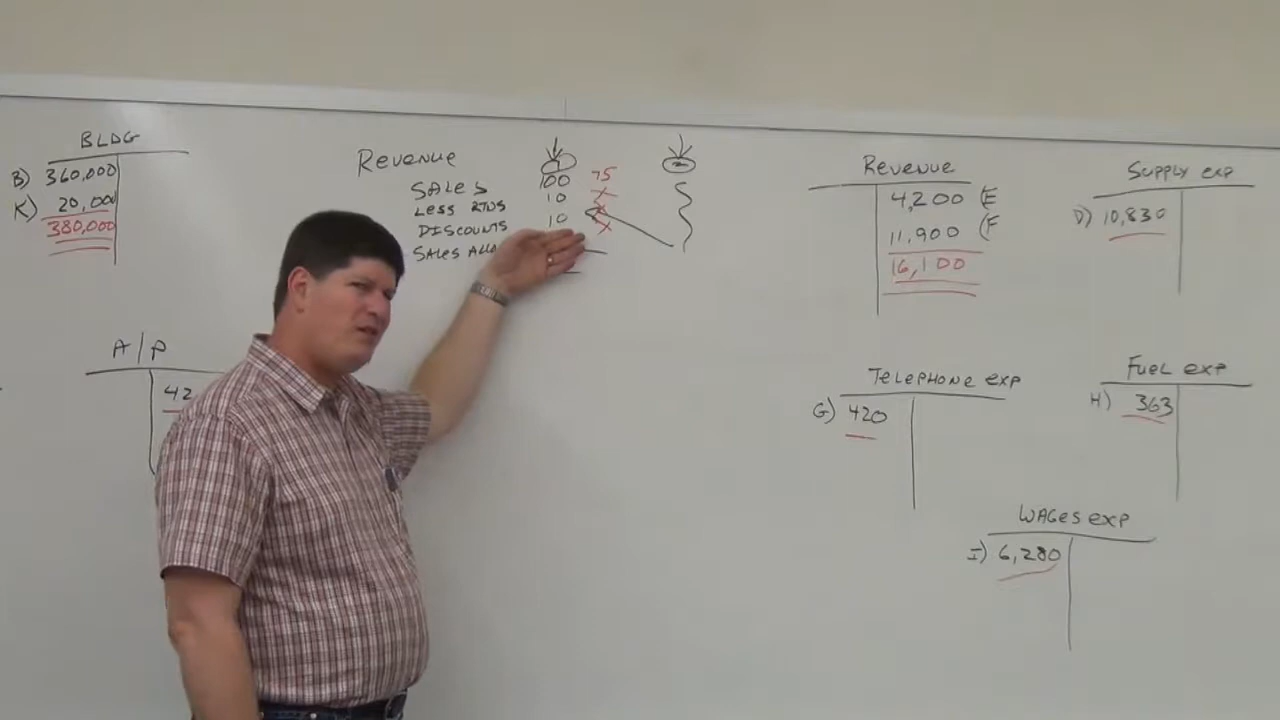 BLDG
B) 360,000
K) 20,000
380,000
A/P
42
Revenue
SALES 100 75
Less RTNS 10 X
DISCOUNTS 10 X
SALES ALLO
Revenue
4,200 (E
11,900 (F
16,100
Supply exp
D) 10,830
Telephone exp
G) 420
Fuel exp
H) 363
WAGes exp
I) 6,280